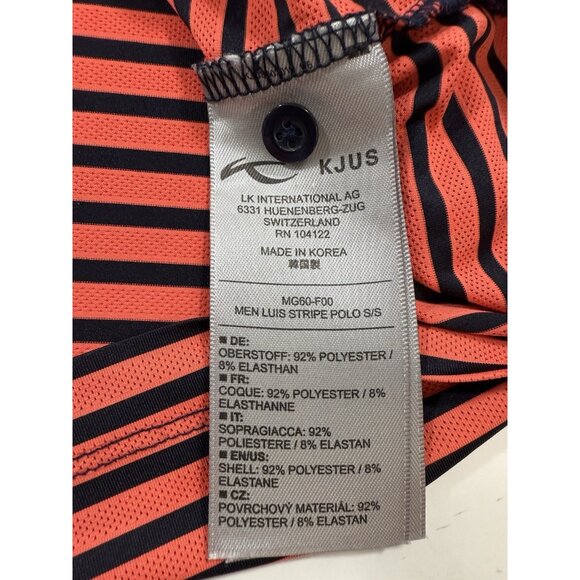 KJUS
LK INTERNATIONAL AG
6331 HUENENBERG-ZUG
SWITZERLAND
RN 104122
MADE IN KOREA
韓国製
MG60-F00
MEN LUIS STRIPE POLO S/S
■ DE:
OBERSTOFF: 92% POLYESTER /
8% ELASTHAN
■ FR:
COQUE: 92% POLYESTER / 8%
ELASTHANNE
■ IT:
SOPRAGIACCA: 92%
POLIESTERE / 8% ELASTAN
■ EN/US:
SHELL: 92% POLYESTER / 8%
ELASTANE
■ CZ:
POVRCHOVÝ MATERIÁL: 92%
POLYESTER / 8% ELASTAN